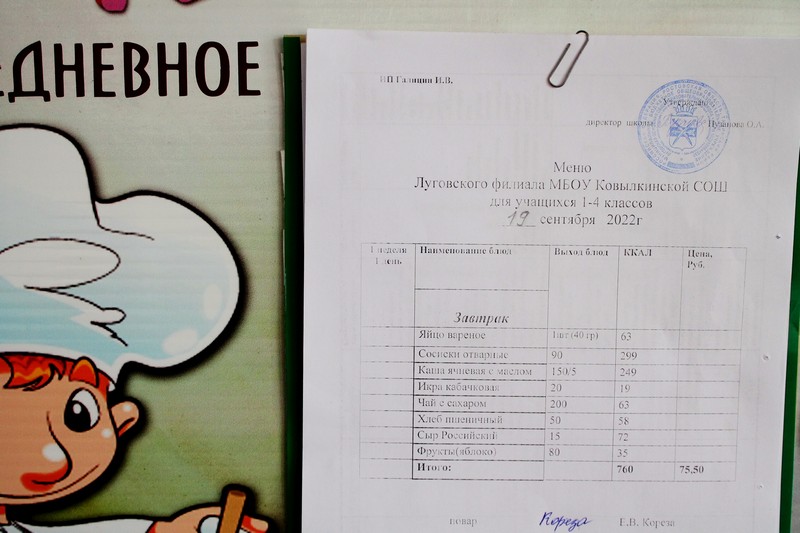 ЕДНЕВНОЕ
ИП Галицин И.В.
Утверждаю
директор школы Пузанова О.А.
Меню
Луговского филиала МБОУ Ковылкинской СОШ
для учащихся 1-4 классов
19 сентября 2022г
1 неделя Наименование блюд Выход блюд ККАЛ Цена,
1 день Руб.
Завтрак
Яйцо вареное 1шт(40 гр) 63
Сосиски отварные 90 299
Каша ячневая с маслом 150/5 249
Икра кабачковая 20 19
Чай с сахаром 200 63
Хлеб пшеничный 50 58
Сыр Российский 15 72
Фрукты(яблоко) 80 35
Итого: 760 75,50
повар Кореза Е.В. Кореза